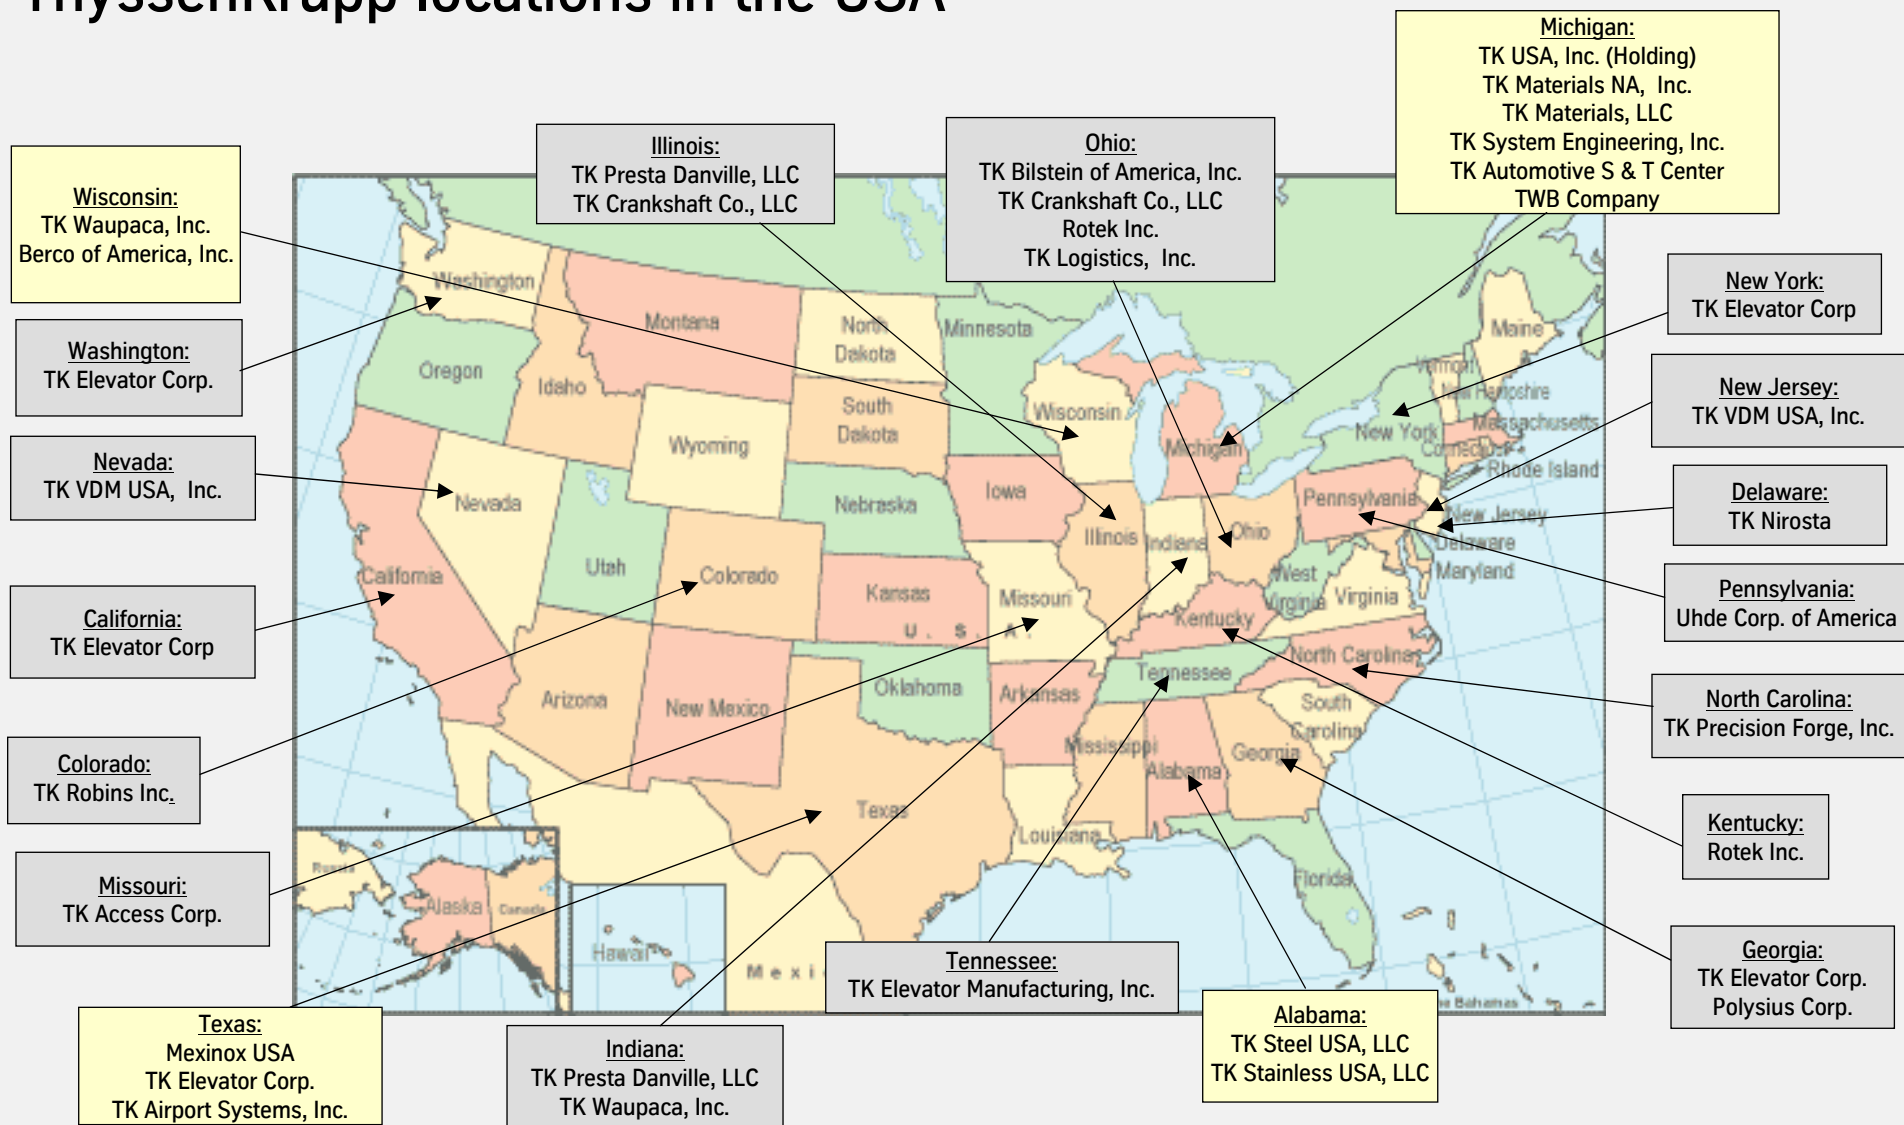 ThyssenKrupp locations in the USA
Michigan:
TK USA, Inc. (Holding)
TK Materials NA, Inc.
TK Materials, LLC
TK System Engineering, Inc.
TK Automotive S & T Center
TWB Company
Illinois:
TK Presta Danville, LLC
TK Crankshaft Co., LLC
Ohio:
TK Bilstein of America, Inc.
TK Crankshaft Co., LLC
Rotek Inc.
TK Logistics, Inc.
Wisconsin:
TK Waupaca, Inc.
Berco of America, Inc.
Washington:
TK Elevator Corp.
Nevada:
TK VDM USA, Inc.
California:
TK Elevator Corp
Colorado:
TK Robins Inc.
Missouri:
TK Access Corp.
Texas:
Mexinox USA
TK Elevator Corp.
TK Airport Systems, Inc.
Indiana:
TK Presta Danville, LLC
TK Waupaca, Inc.
Tennessee:
TK Elevator Manufacturing, Inc.
Alabama:
TK Steel USA, LLC
TK Stainless USA, LLC
New York:
TK Elevator Corp
New Jersey:
TK VDM USA, Inc.
Delaware:
TK Nirosta
Pennsylvania:
Uhde Corp. of America
North Carolina:
TK Precision Forge, Inc.
Kentucky:
Rotek Inc.
Georgia:
TK Elevator Corp.
Polysius Corp.
Washington
Montana
North
Dakota
Minnesota
Maine
Oregon
Idaho
Vermont
New Hampshire
South
Dakota
Wisconsin
Massachusetts
Wyoming
Michigan
New York
Connecticut
Rhode Island
Nevada
Nebraska
Iowa
Pennsylvania
New Jersey
Utah
Colorado
Illinois
Indiana
Ohio
Delaware
Maryland
California
Kansas
Missouri
West
Virginia
Virginia
U. S. A.
Kentucky
North Carolina
Arizona
New Mexico
Oklahoma
Arkansas
Tennessee
South
Carolina
Mississippi
Alabama
Georgia
Texas
Louisiana
Florida
Russia
Alaska
Canada
Hawaii
Mexi
Bahamas